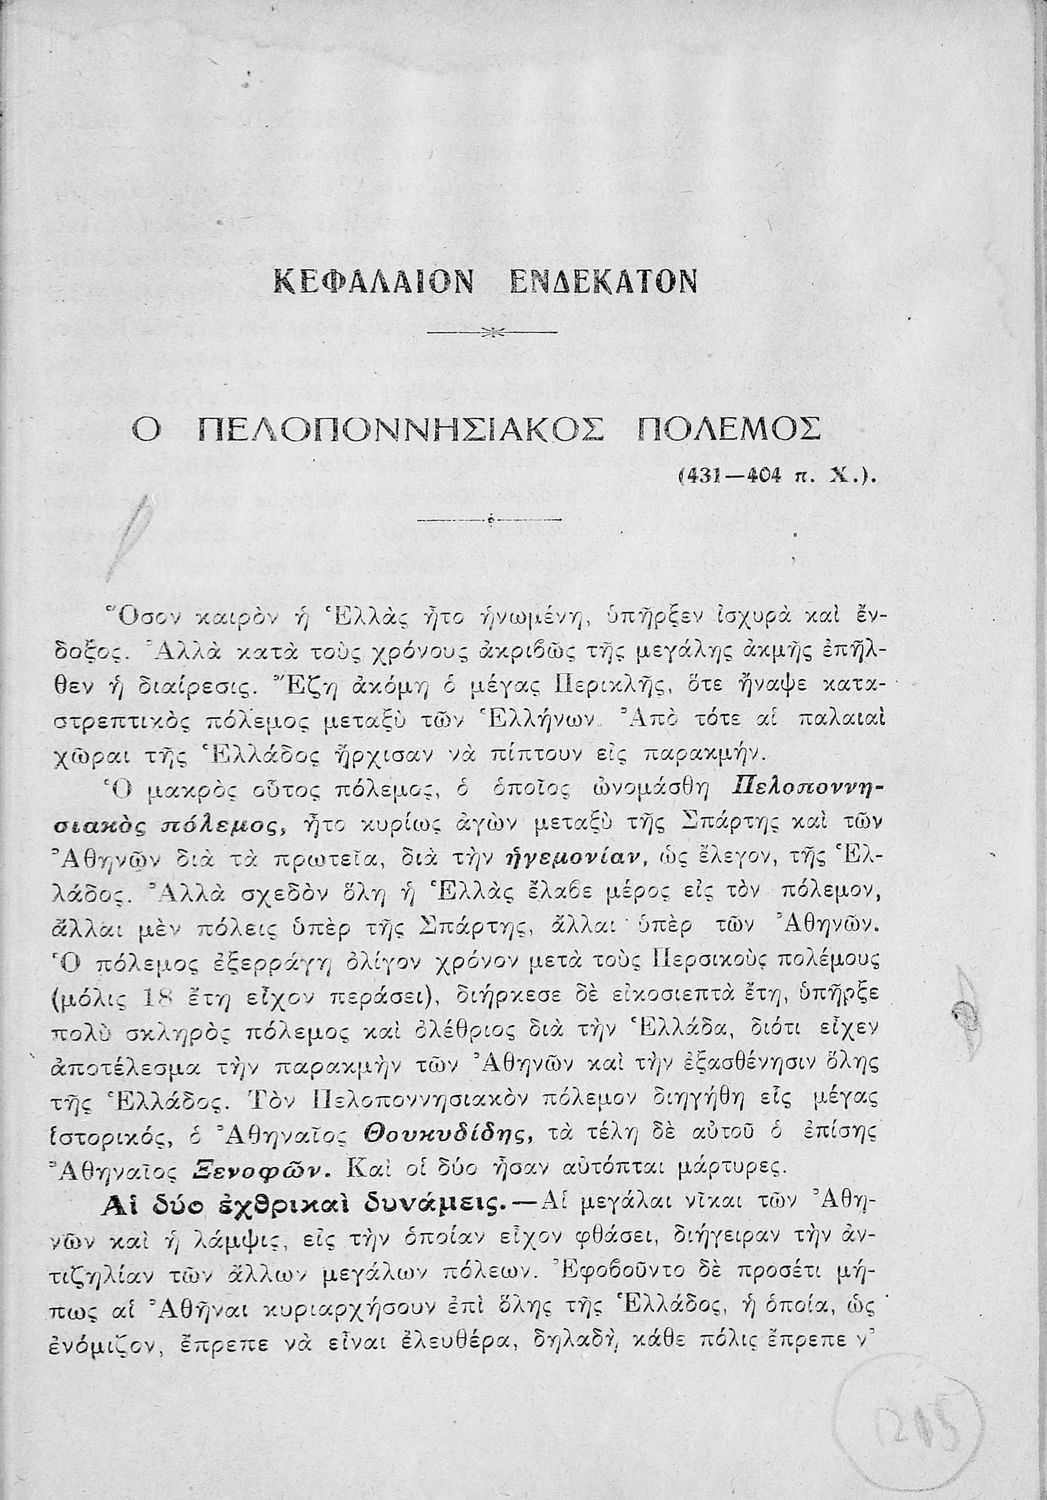 ΚΕΦΑΛΑΙΟΝ ΕΝΔΕΚΑΤΟΝ
Ο ΠΕΛΟΠΟΝΝΗΣΙΑΚΟΣ ΠΟΛΕΜΟΣ
(431—404 π. Χ.).
Ὅσον καιρὸν ἡ Ἑλλὰς ἦτο ἡνωμένη, ὑπῆρξεν ἰσχυρὰ καὶ ἔν-
δοξος. Ἀλλὰ κατὰ τοὺς χρόνους ἀκριβῶς τῆς μεγάλης ἀκμῆς ἐπῆλ-
θεν ἡ διαίρεσις. Ἔζη ἀκόμη ὁ μέγας Περικλῆς, ὅτε ἤναψε κατα-
στρεπτικὸς πόλεμος μεταξὺ τῶν Ἑλλήνων. Ἀπὸ τότε αἱ παλαιαὶ
χῶραι τῆς Ἑλλάδος ἤρχισαν νὰ πίπτουν εἰς παρακμήν.
Ὁ μακρὸς οὗτος πόλεμος, ὁ ὁποῖος ὠνομάσθη Πελοποννη-
σιακὸς πόλεμος, ἦτο κυρίως ἀγὼν μεταξὺ τῆς Σπάρτης καὶ τῶν
Ἀθηνῶν διὰ τὰ πρωτεῖα, διὰ τὴν ἡγεμονίαν, ὡς ἔλεγον, τῆς Ἑλ-
λάδος. Ἀλλὰ σχεδὸν ὅλη ἡ Ἑλλὰς ἔλαβε μέρος εἰς τὸν πόλεμον,
ἄλλαι μὲν πόλεις ὑπὲρ τῆς Σπάρτης, ἄλλαι ὑπὲρ τῶν Ἀθηνῶν.
Ὁ πόλεμος ἐξερράγη ὀλίγον χρόνον μετὰ τοὺς Περσικοὺς πολέμους
(μόλις 18 ἔτη εἶχον περάσει), διήρκεσε δὲ εἰκοσιεπτὰ ἔτη, ὑπῆρξε
πολὺ σκληρὸς πόλεμος καὶ ὀλέθριος διὰ τὴν Ἑλλάδα, διότι εἶχεν
ἀποτέλεσμα τὴν παρακμὴν τῶν Ἀθηνῶν καὶ τὴν ἐξασθένησιν ὅλης
τῆς Ἑλλάδος. Τὸν Πελοποννησιακὸν πόλεμον διηγήθη εἷς μέγας
ἱστορικός, ὁ Ἀθηναῖος Θουκυδίδης, τὰ τέλη δὲ αὐτοῦ ὁ ἐπίσης
Ἀθηναῖος Ξενοφῶν. Καὶ οἱ δύο ἦσαν αὐτόπται μάρτυρες.
Αἱ δύο ἐχθρικαὶ δυνάμεις.—Αἱ μεγάλαι νῖκαι τῶν Ἀθη-
νῶν καὶ ἡ λάμψις, εἰς τὴν ὁποίαν εἶχον φθάσει, διήγειραν τὴν ἀν-
τιζηλίαν τῶν ἄλλων μεγάλων πόλεων. Ἐφοβοῦντο δὲ προσέτι μή-
πως αἱ Ἀθῆναι κυριαρχήσουν ἐπὶ ὅλης τῆς Ἑλλάδος, ἡ ὁποία, ὡς
ἐνόμιζον, ἔπρεπε νὰ εἶναι ἐλευθέρα, δηλαδὴ κάθε πόλις ἔπρεπε ν'